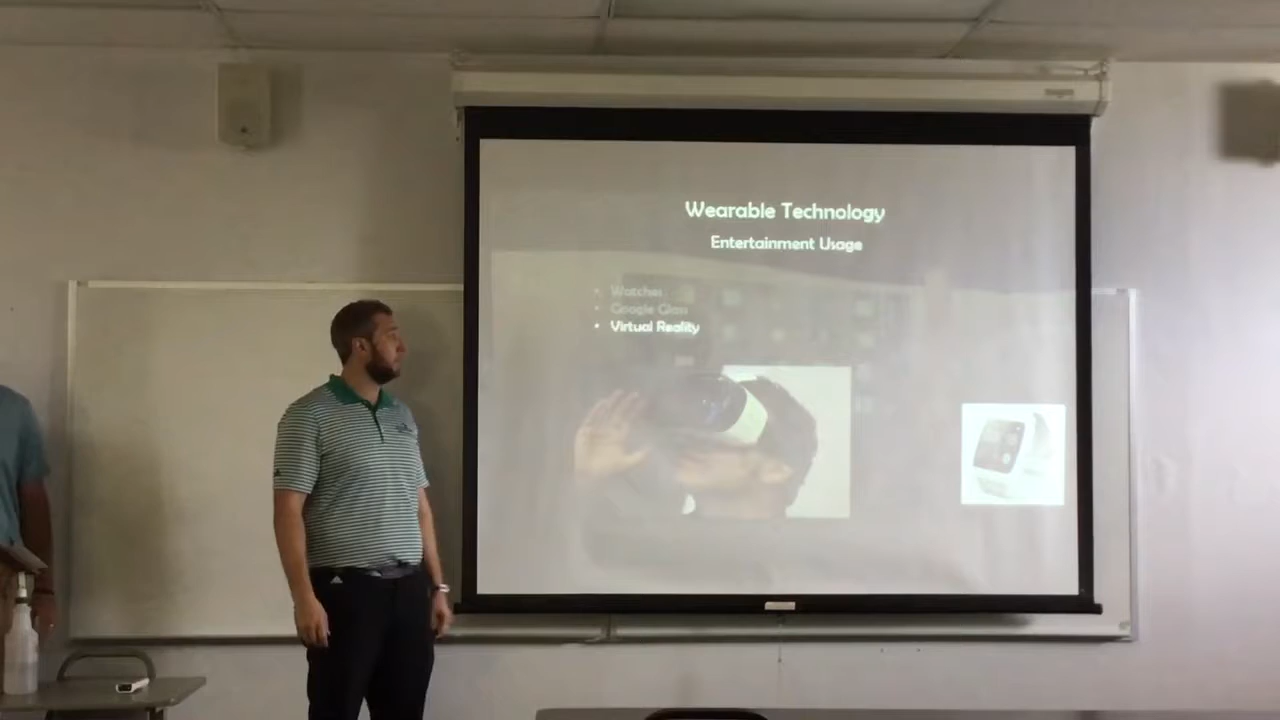 Wearable Technology
Entertainment Usage
• Watches
• Google Glass
• Virtual Reality